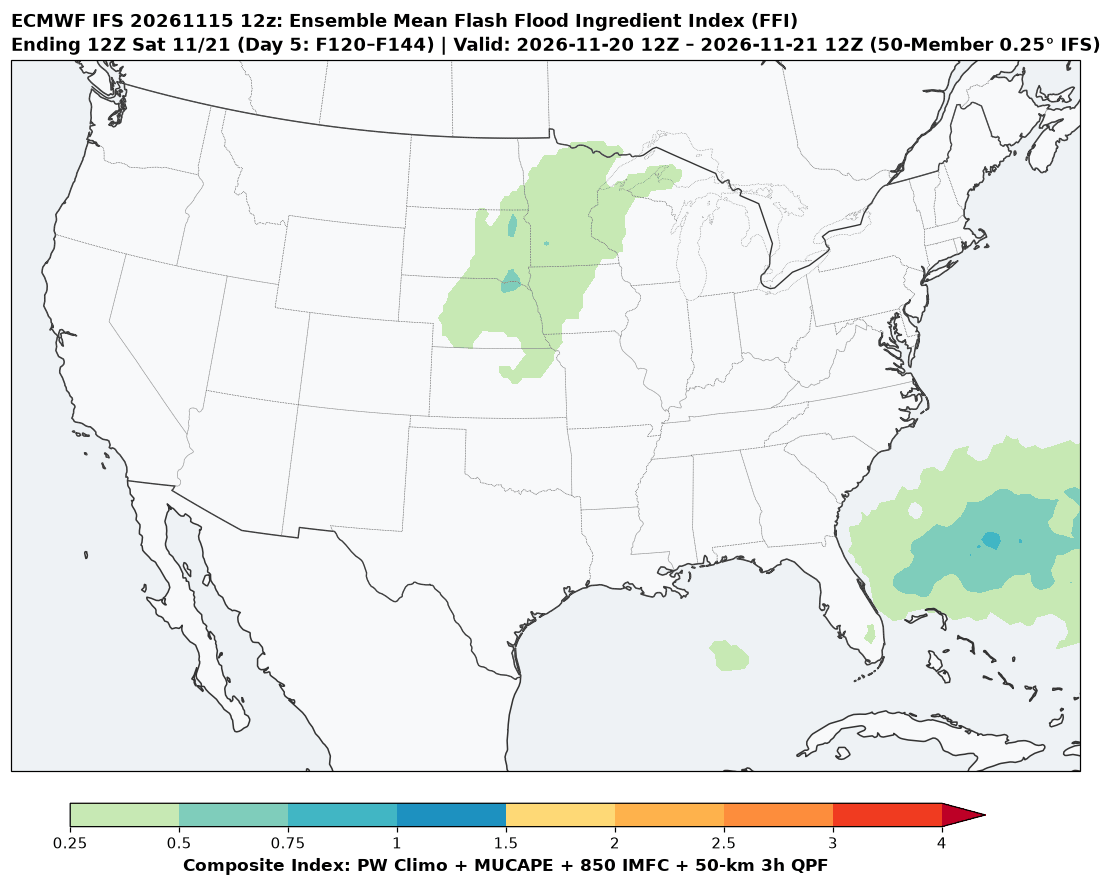 ECMWF IFS 20261115 12z: Ensemble Mean Flash Flood Ingredient Index (FFI)
Ending 12Z Sat 11/21 (Day 5: F120–F144) | Valid: 2026-11-20 12Z – 2026-11-21 12Z (50-Member 0.25° IFS)
0.25 0.5 0.75 1 1.5 2 2.5 3 4
Composite Index: PW Climo + MUCAPE + 850 IMFC + 50-km 3h QPF